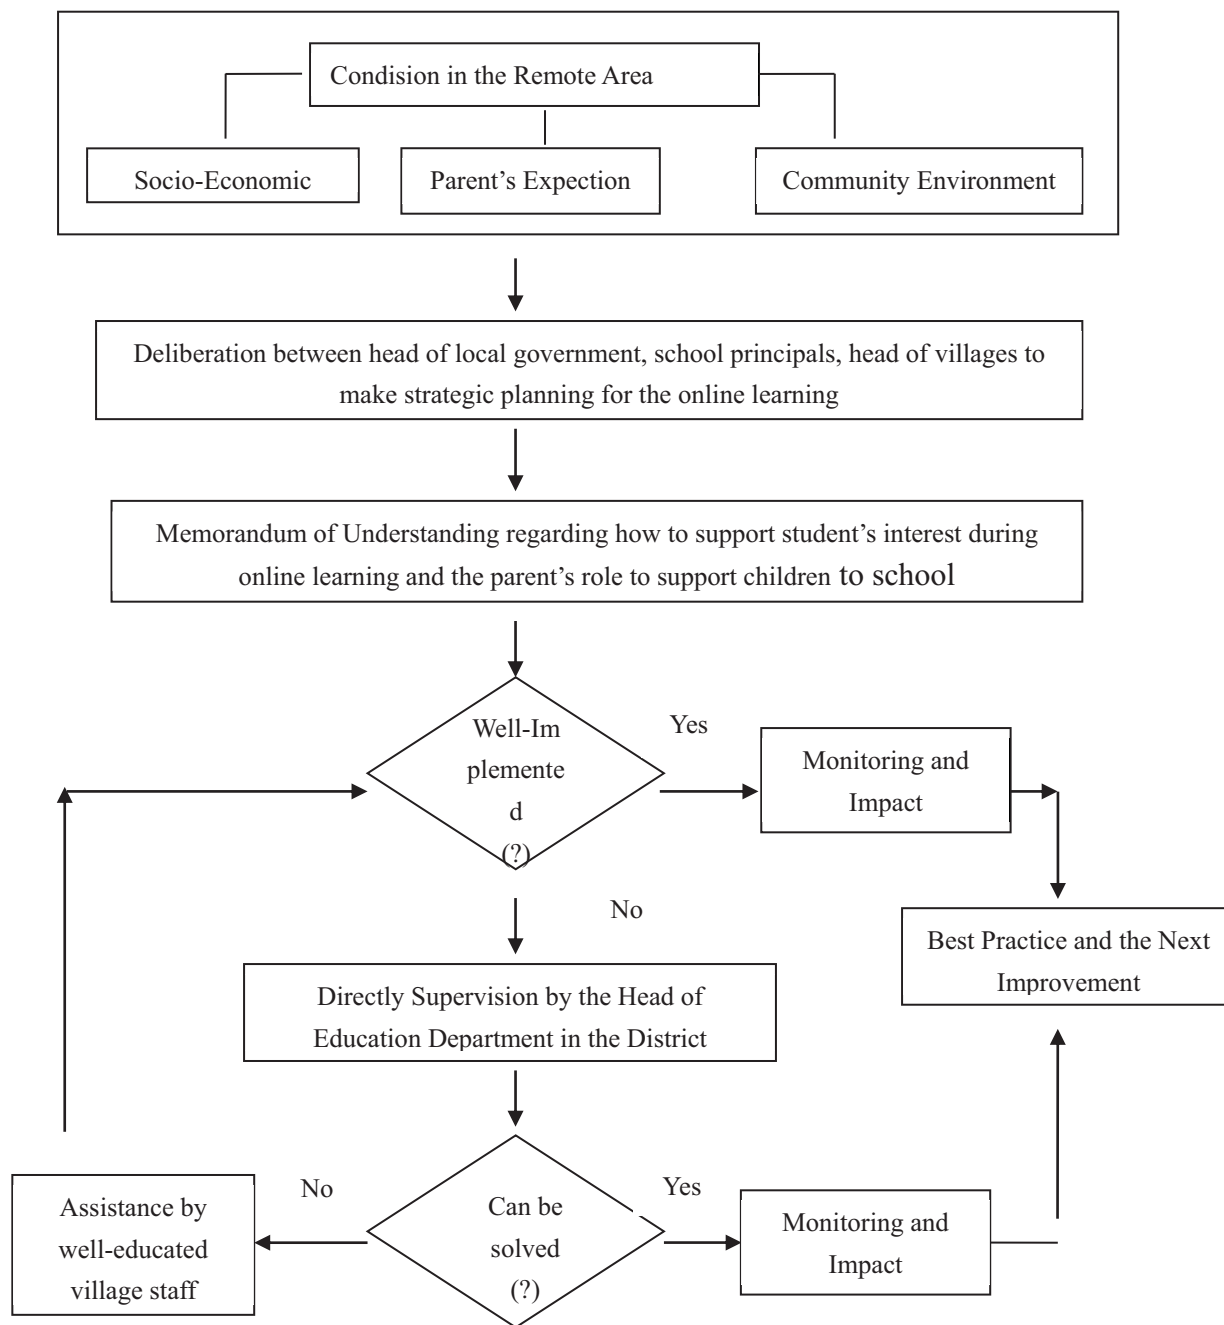 Condision in the Remote Area
Socio-Economic
Parent’s Expection
Community Environment
Deliberation between head of local government, school principals, head of villages to
make strategic planning for the online learning
Memorandum of Understanding regarding how to support student’s interest during
online learning and the parent’s role to support children to school
Well-Im
plemente
d
(?)
Yes
Monitoring and
Impact
No
Best Practice and the Next
Improvement
Directly Supervision by the Head of
Education Department in the District
Assistance by
well-educated
village staff
No
Can be
solved
(?)
Yes
Monitoring and
Impact